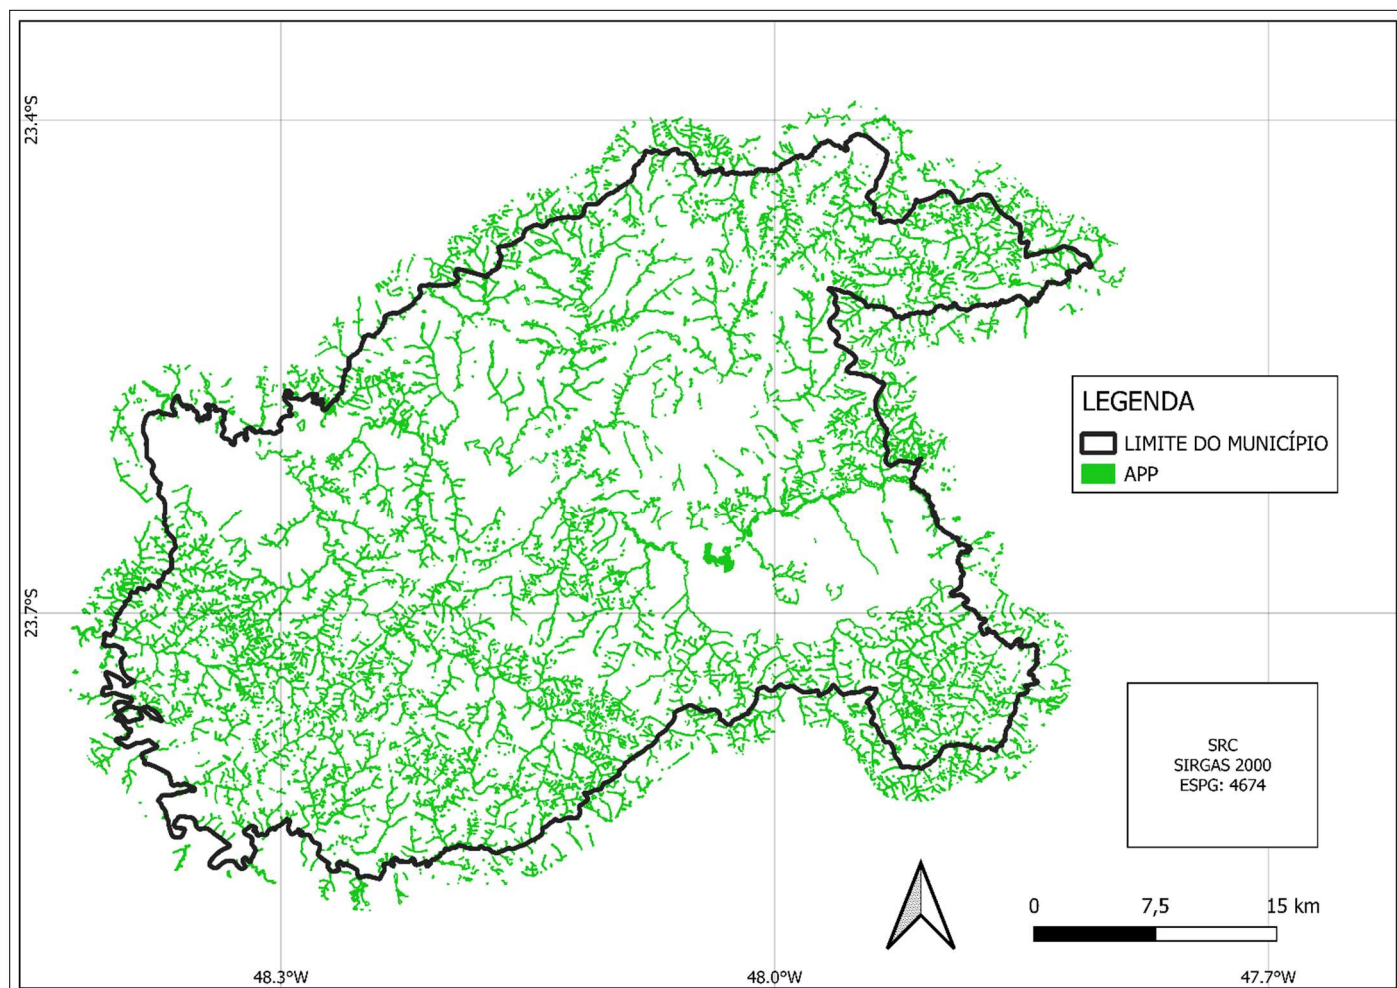 23.4°S
LEGENDA
LIMITE DO MUNICÍPIO
APP
23.7°S
SRC
SIRGAS 2000
ESPG: 4674
0 7,5 15 km
48.3°W 48.0°W 47.7°W